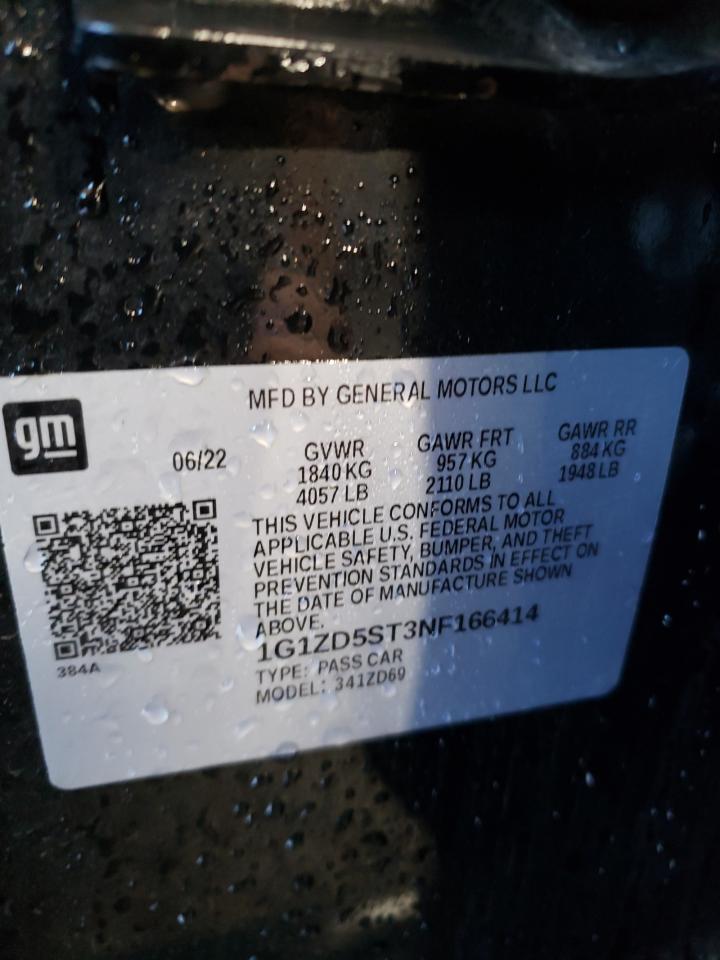 gm
MFD BY GENERAL MOTORS LLC
06/22
GVWR GAWR FRT GAWR RR
1840 KG 957 KG 884 KG
4057 LB 2110 LB 1948 LB
THIS VEHICLE CONFORMS TO ALL
APPLICABLE U.S. FEDERAL MOTOR
VEHICLE SAFETY, BUMPER, AND THEFT
PREVENTION STANDARDS IN EFFECT ON
THE DATE OF MANUFACTURE SHOWN
ABOVE.
1G1ZD5ST3NF166414
TYPE: PASS CAR
MODEL: 341ZD69
384A